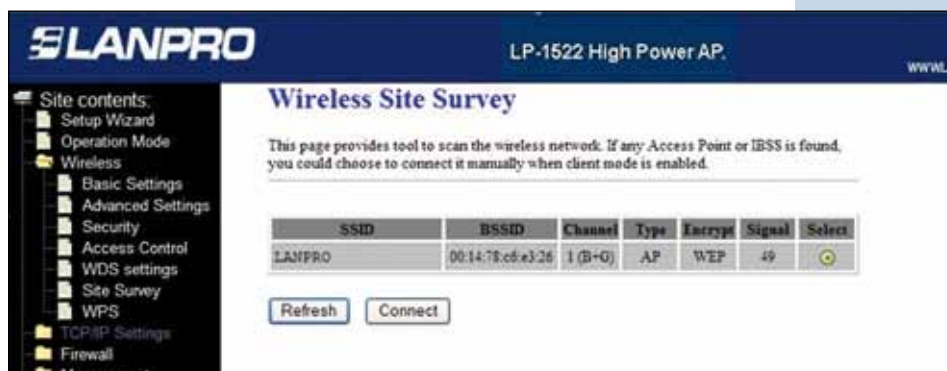 LANPRO
LP-1522 High Power AP.
Site contents:
Setup Wizard
Operation Mode
Wireless
Basic Settings
Advanced Settings
Security
Access Control
WDS settings
Site Survey
WPS
TCP/IP Settings
Firewall
Wireless Site Survey
This page provides tool to scan the wireless network. If any Access Point or IBSS is found,
you could choose to connect it manually when client mode is enabled.
SSID BSSID Channel Type Encrypt Signal Select
LANPRO 00:14:78:c6:e3:26 1 (B+G) AP WEP 49
Refresh Connect